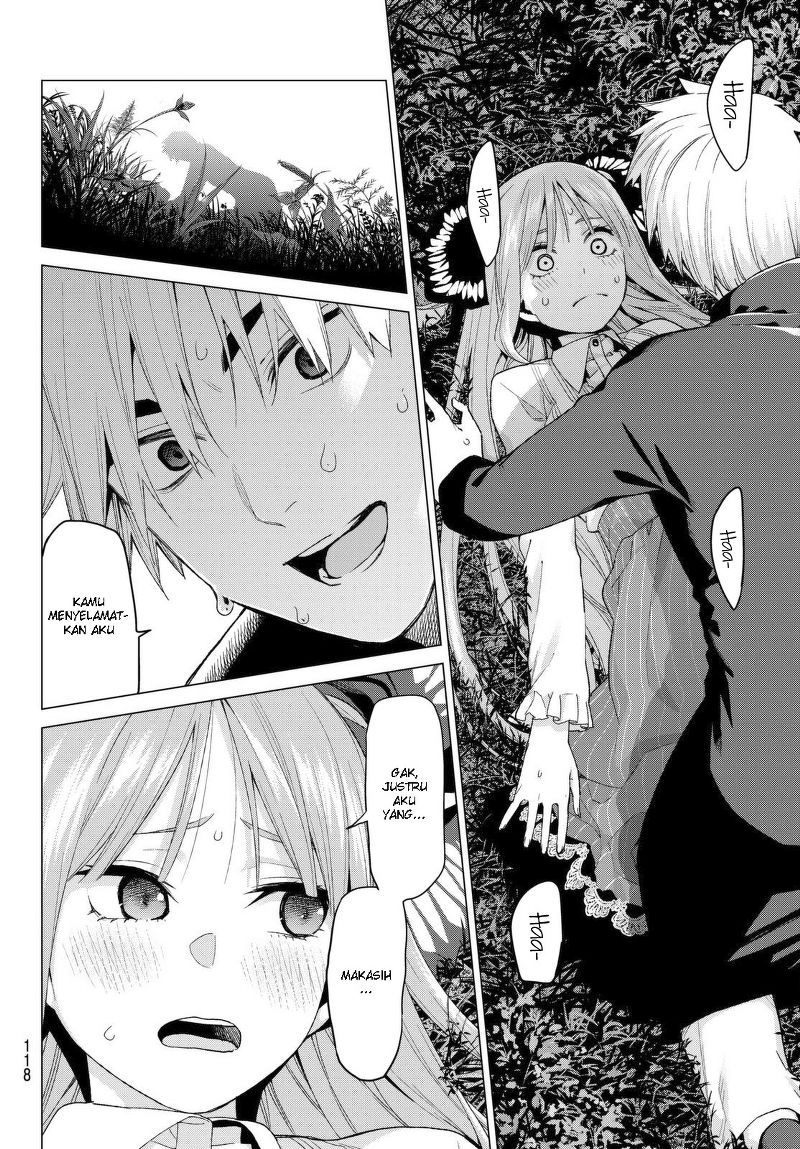 Haa-
Haa-
Haa-
Haa-
KAMU
MENYELAMAT-
KAN AKU
GAK,
JUSTRU
AKU
YANG...
MAKASIH
...
118